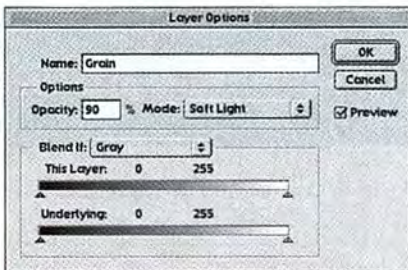 Layer Options
Name: Grain
OK
Cancel
Options
Opacity: 90 % Mode: Soft Light
Preview
Blend If: Gray
This Layer: 0 255
Underlying: 0 255